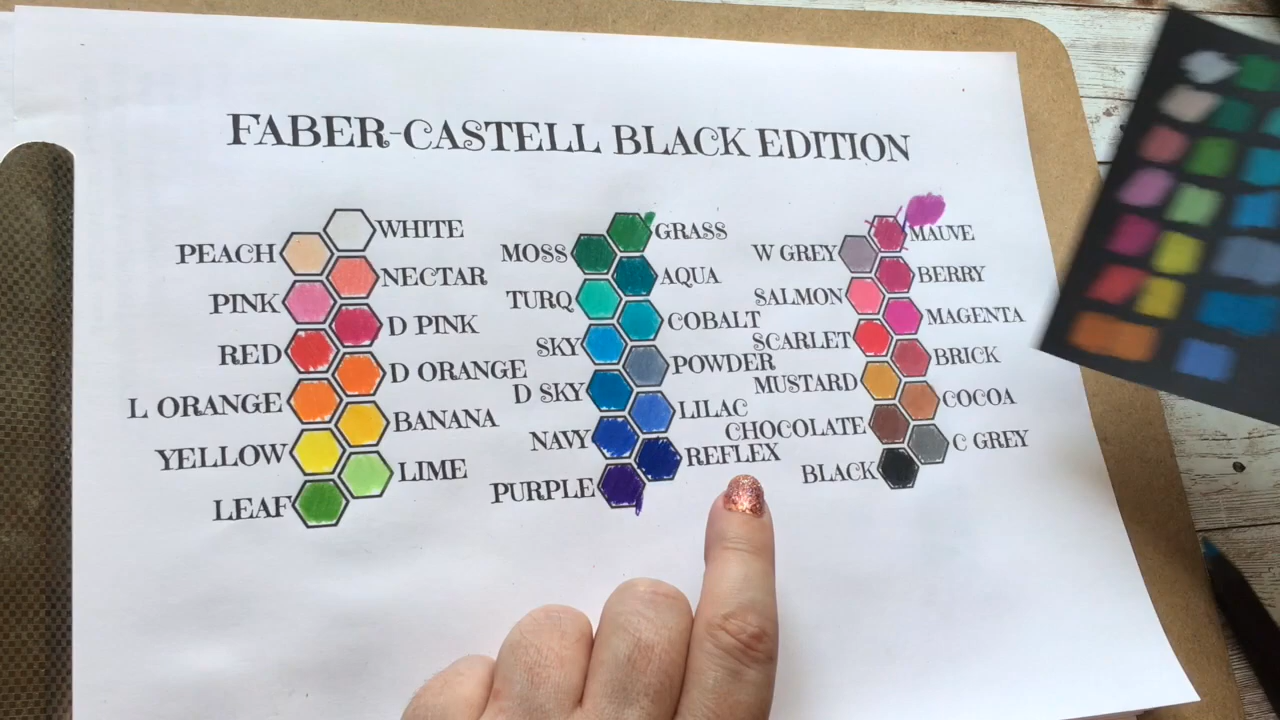 FABER-CASTELL BLACK EDITION
WHITE
PEACH
NECTAR
PINK
D PINK
RED
D ORANGE
L ORANGE
BANANA
YELLOW
LIME
LEAF
GRASS
MOSS
AQUA
TURQ
COBALT
SKY
POWDER
D SKY
LILAC
NAVY
REFLEX
PURPLE
MAUVE
W GREY
BERRY
SALMON
MAGENTA
SCARLET
BRICK
MUSTARD
COCOA
CHOCOLATE
C GREY
BLACK